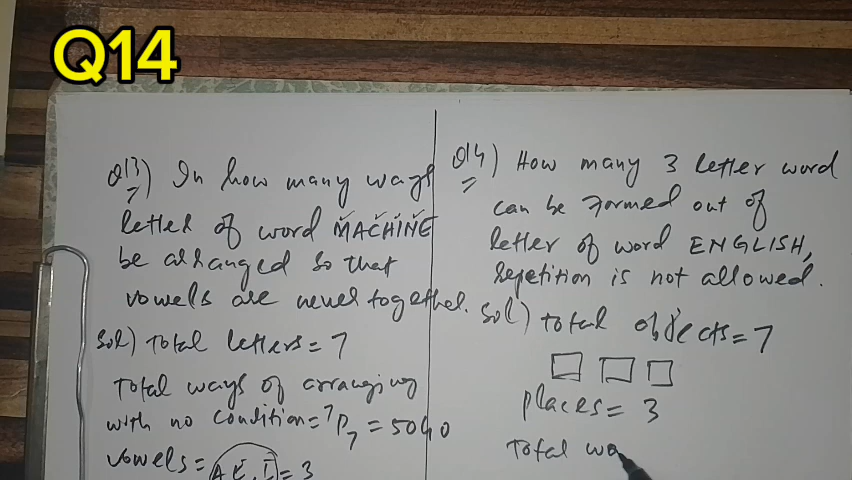 Q14
Q13) In how many ways
letter of word MACHINE
be arranged so that
vowels are never together.
Sol) Total letters = 7
Total ways of arranging
with no condition = ⁷P₇ = 5040
vowels = A, E, I = 3
Q14) How many 3 letter word
can be formed out of
letter of word ENGLISH,
repetition is not allowed.
Sol) Total objects = 7
places = 3
Total wa